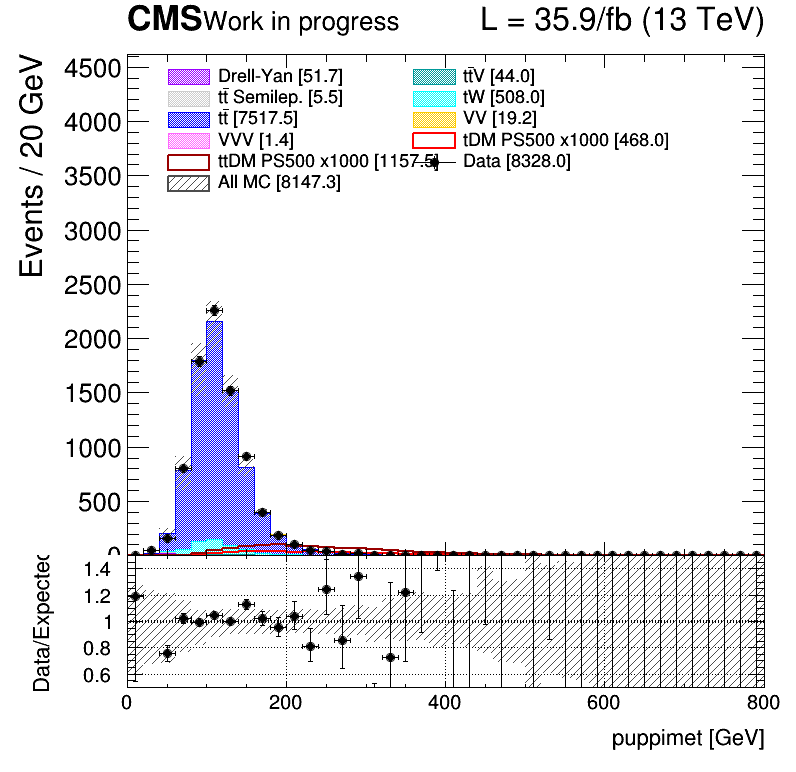 CMS Work in progress L = 35.9/fb (13 TeV)
Events / 20 GeV
4500
4000
3500
3000
2500
2000
1500
1000
500
0
Drell-Yan [51.7] tt̄V [44.0]
tt̄ Semilep. [5.5] tW [508.0]
tt̄ [7517.5] VV [19.2]
VVV [1.4] tDM PS500 x1000 [468.0]
ttDM PS500 x1000 [1157.5] Data [8328.0]
All MC [8147.3]
Data/Expected
1.4
1.2
1
0.8
0.6
0 200 400 600 800
puppimet [GeV]